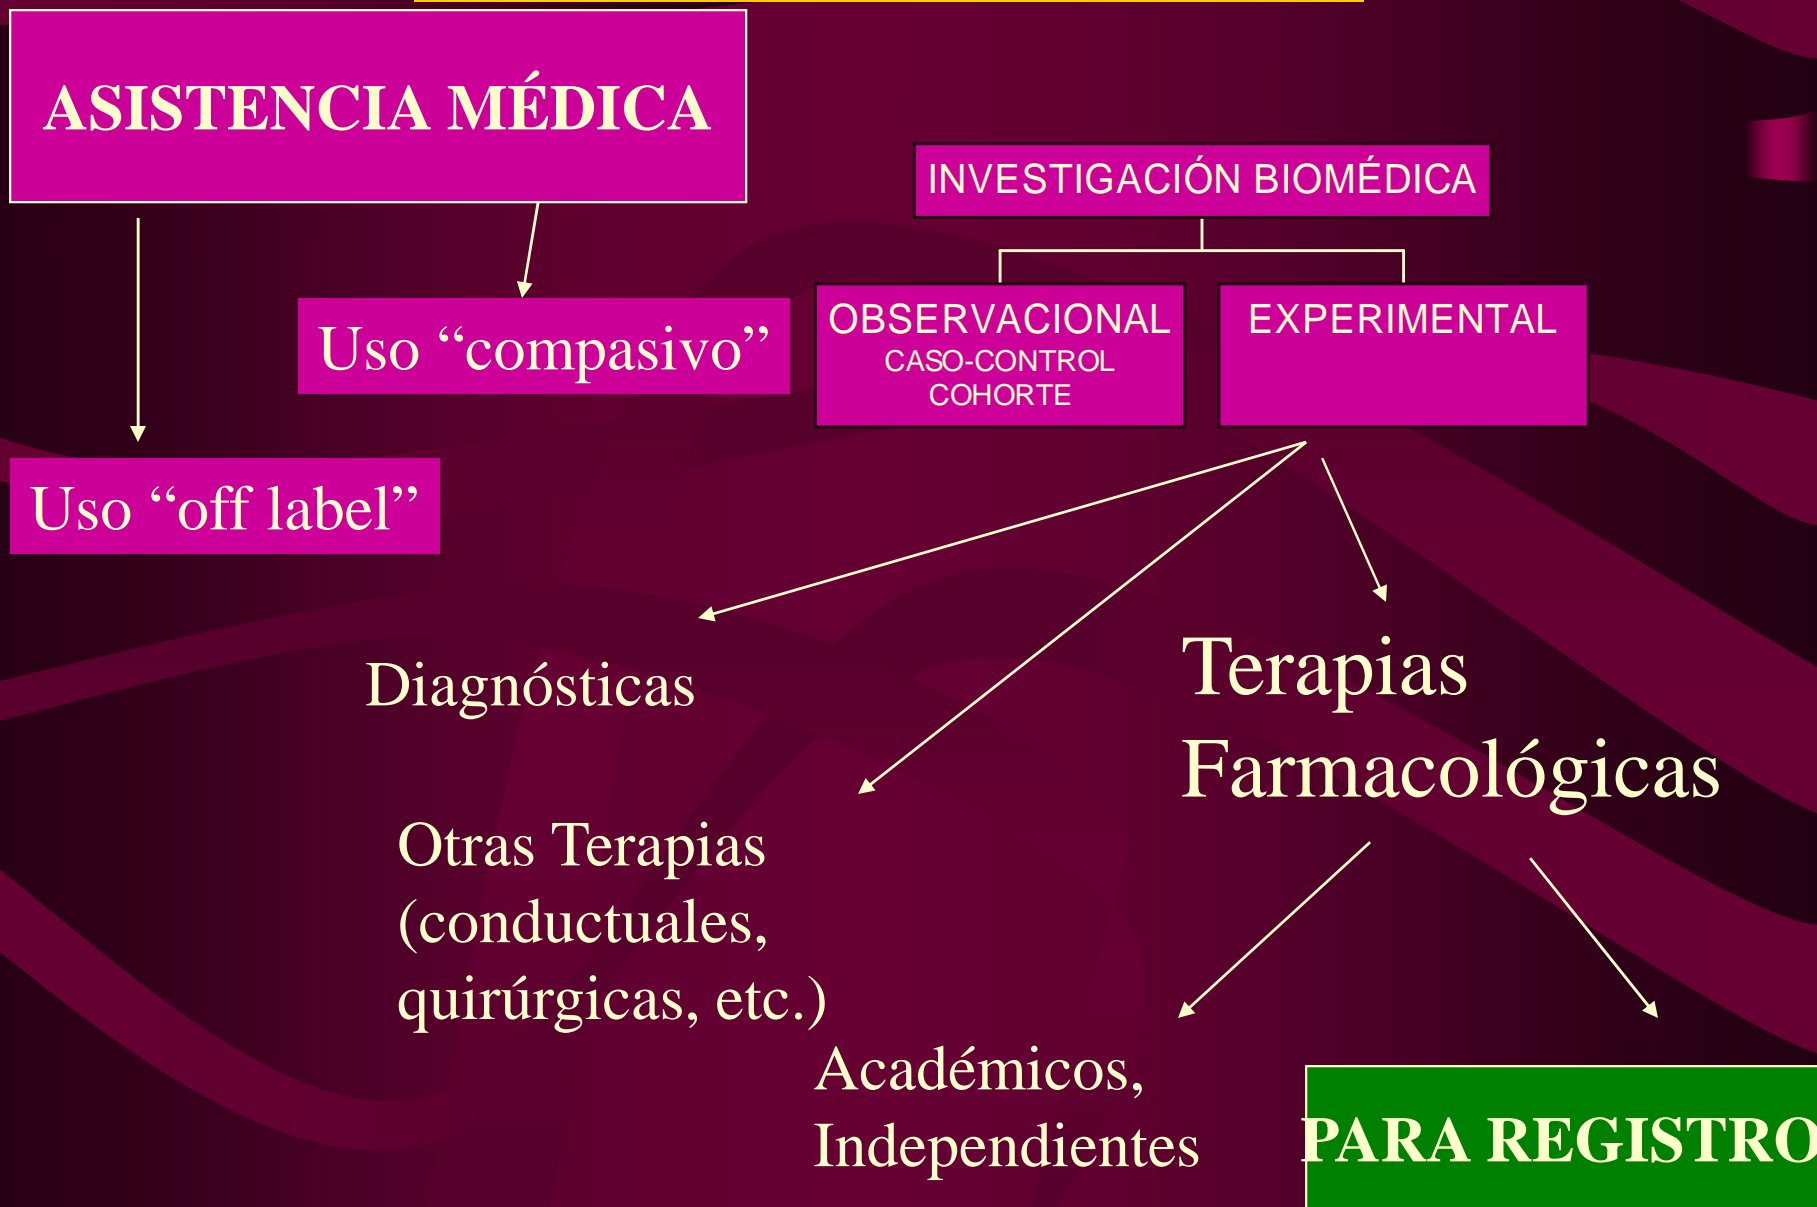 ASISTENCIA MÉDICA
INVESTIGACIÓN BIOMÉDICA
Uso “compasivo”
OBSERVACIONAL
CASO-CONTROL
COHORTE
EXPERIMENTAL
Uso “off label”
Diagnósticas
Terapias
Farmacológicas
Otras Terapias
(conductuales,
quirúrgicas, etc.)
Académicos,
Independientes
PARA REGISTRO